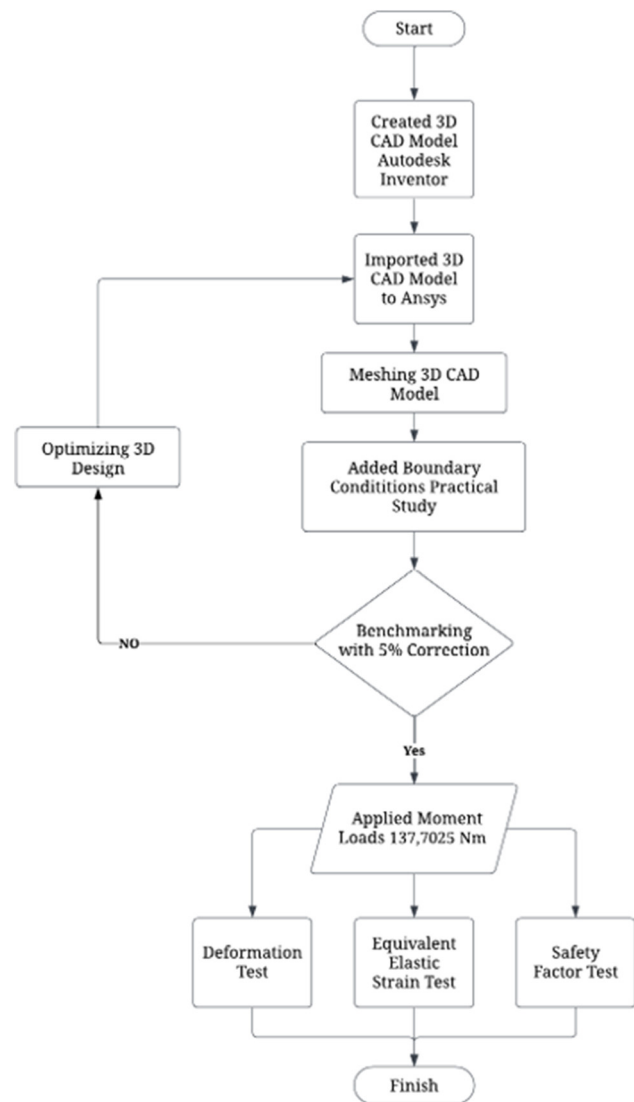 Start
Created 3D
CAD Model
Autodesk
Inventor
Imported 3D
CAD Model
to Ansys
Meshing 3D CAD
Model
Optimizing 3D
Design
Added Boundary
Condititions Practical
Study
Benchmarking
with 5% Correction
NO
Yes
Applied Moment
Loads 137,7025 Nm
Deformation
Test
Equivalent
Elastic
Strain Test
Safety
Factor Test
Finish